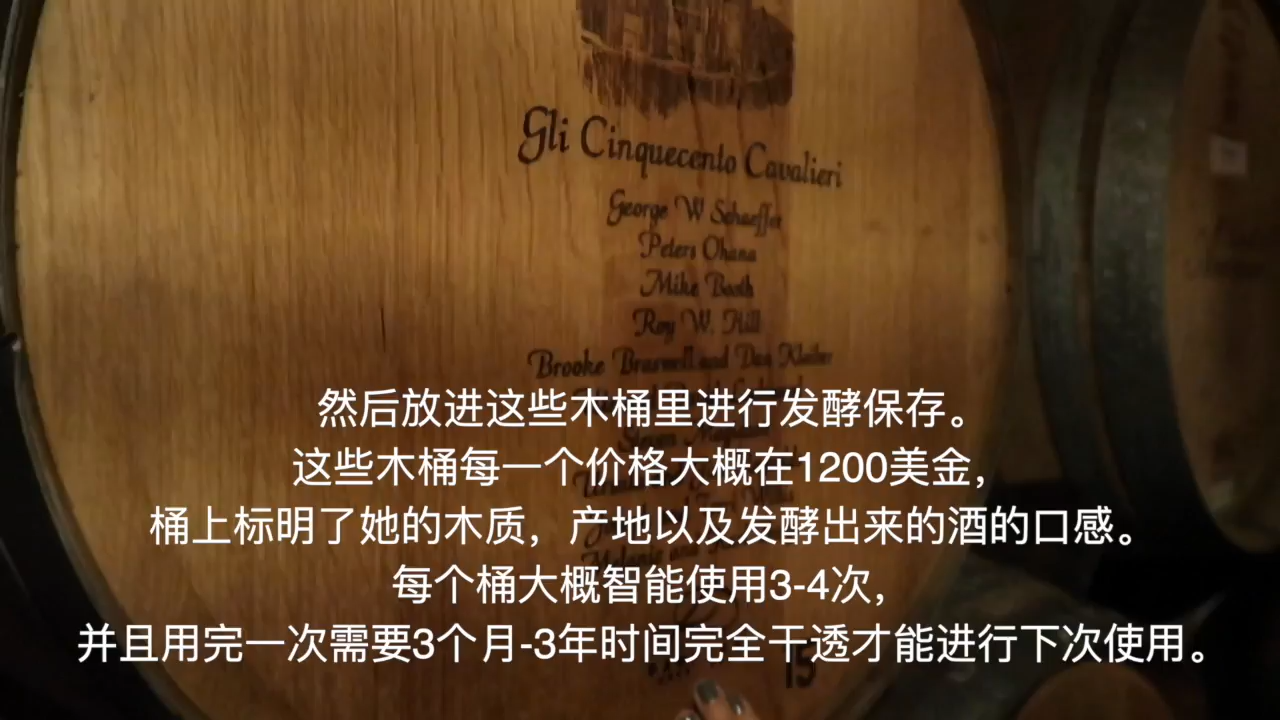 Gli Cinquecento Cavalieri
George W Schaeffer
Peters Ohana
Mike Booth
Roy W. Hill
Brooke Braswell and Dan
然后放进这些木桶里进行发酵保存。
这些木桶每一个价格大概在1200美金，
桶上标明了她的木质，产地以及发酵出来的酒的口感。
每个桶大概智能使用3-4次，
并且用完一次需要3个月-3年时间完全干透才能进行下次使用。
15